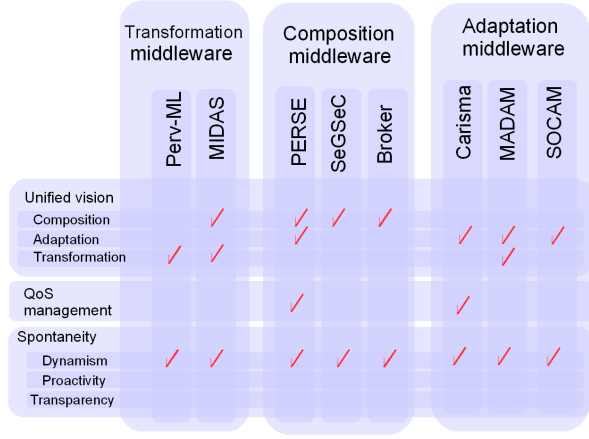 Transformation
middleware
Composition
middleware
Adaptation
middleware
Perv-ML
MIDAS
PERSE
SeGSeC
Broker
Carisma
MADAM
SOCAM
Unified vision
Composition
Adaptation
Transformation
QoS
management
Spontaneity
Dynamism
Proactivity
Transparency